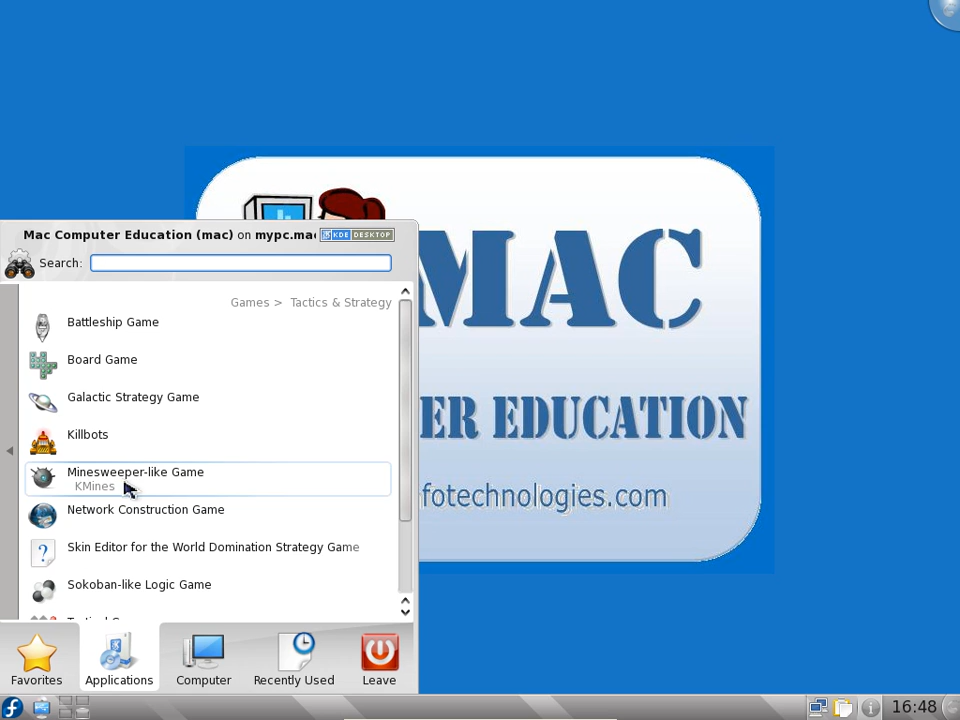 MAC
ER EDUCATION
fotechnologies.com
Mac Computer Education (mac) on mypc.mac
KDE DESKTOP
Search:
Games > Tactics & Strategy
Battleship Game
Board Game
Galactic Strategy Game
Killbots
Minesweeper-like Game
KMines
Network Construction Game
Skin Editor for the World Domination Strategy Game
Sokoban-like Logic Game
Favorites
Applications
Computer
Recently Used
Leave
16:48